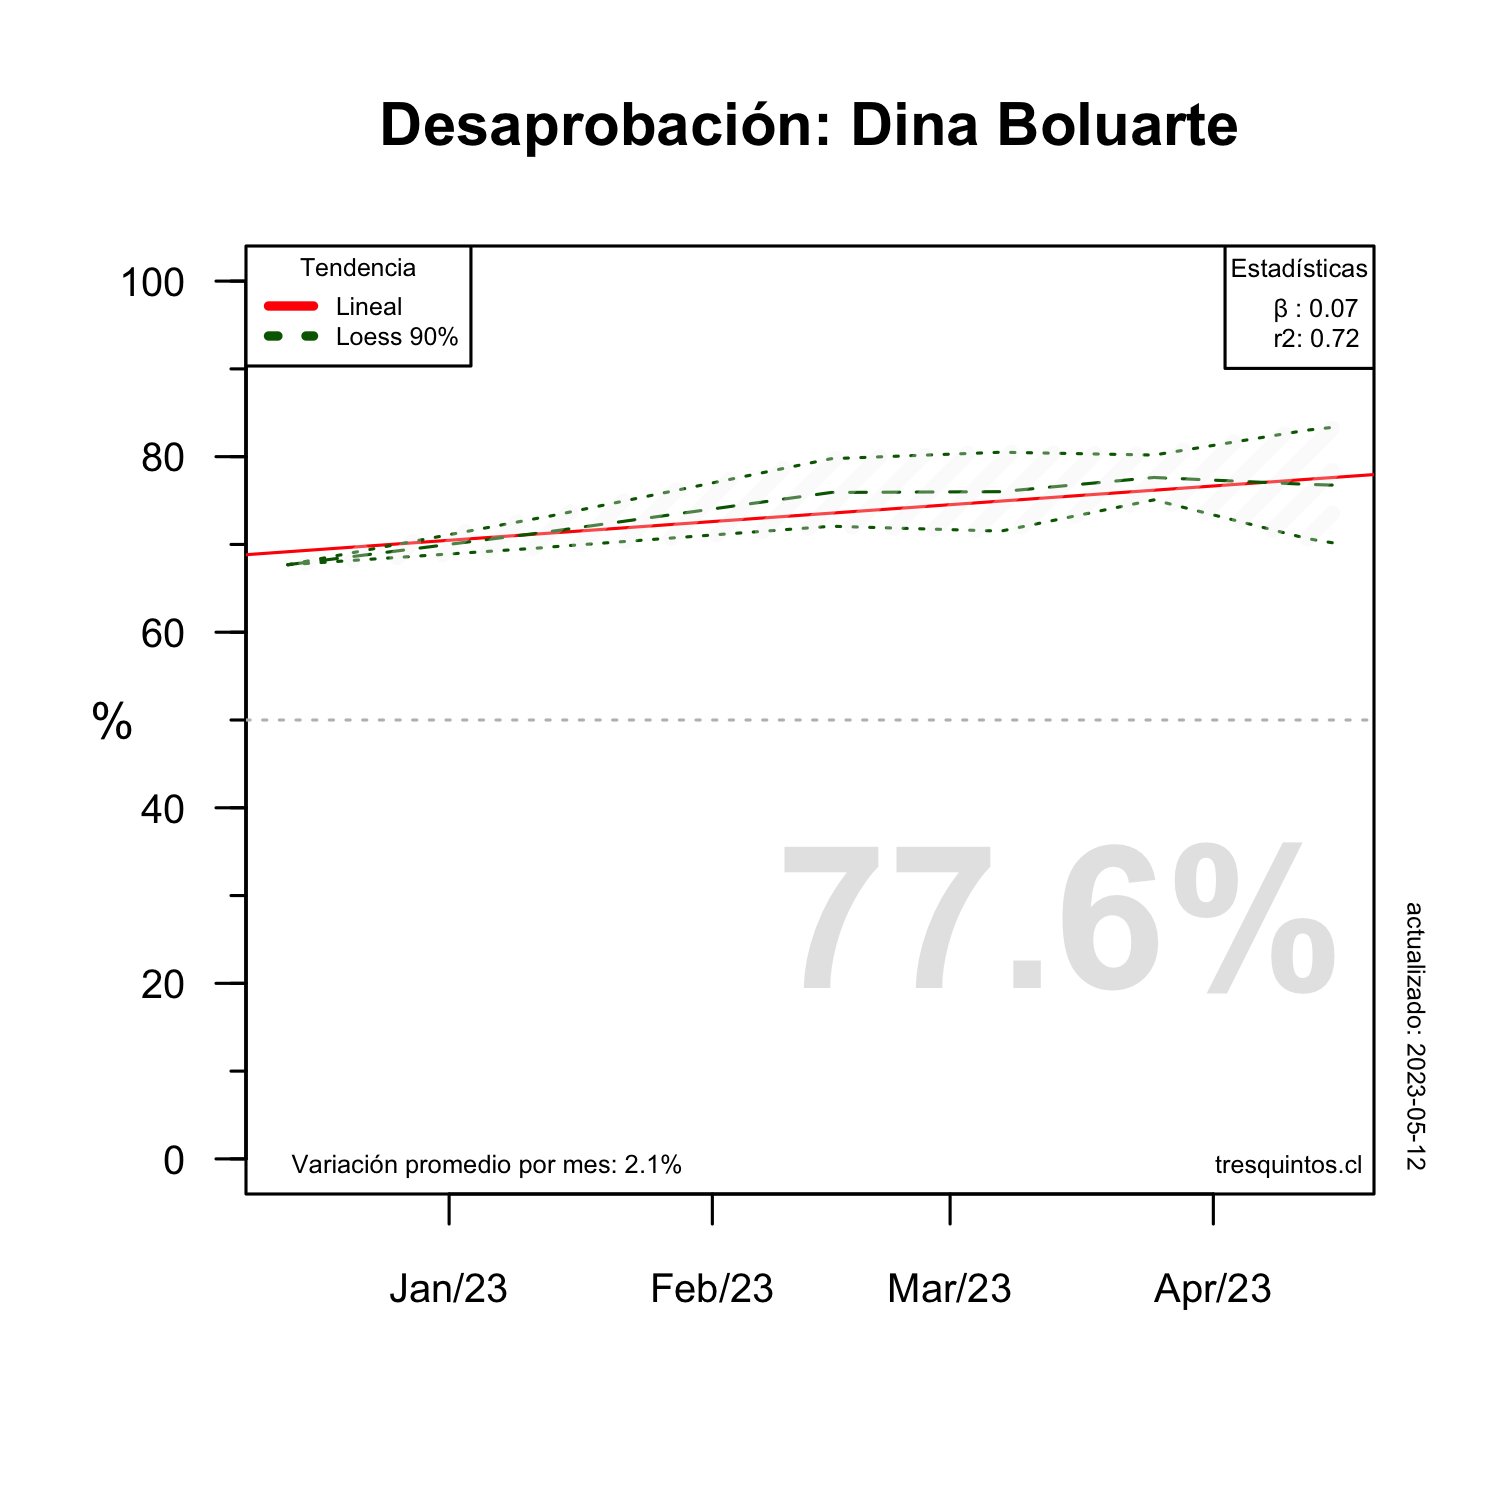 Desaprobación: Dina Boluarte
Tendencia
Lineal
Loess 90%
Estadísticas
β : 0.07
r2: 0.72
100
80
60
%
40
20
0
77.6%
Variación promedio por mes: 2.1%
tresquintos.cl
actualizado: 2023-05-12
Jan/23
Feb/23
Mar/23
Apr/23